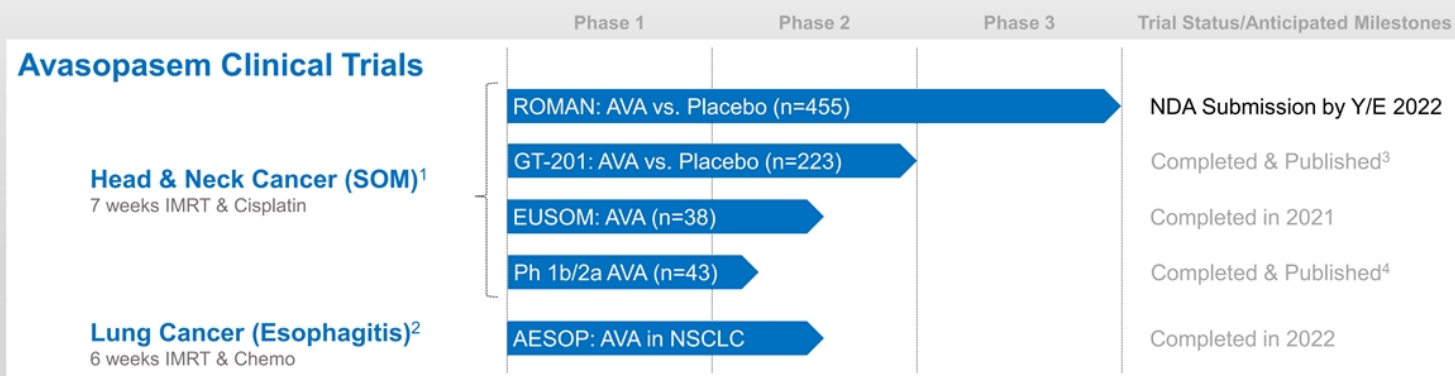 Phase 1 Phase 2 Phase 3 Trial Status/Anticipated Milestones
Avasopasem Clinical Trials
ROMAN: AVA vs. Placebo (n=455) NDA Submission by Y/E 2022
GT-201: AVA vs. Placebo (n=223) Completed & Published³
Head & Neck Cancer (SOM)¹
7 weeks IMRT & Cisplatin
EUSOM: AVA (n=38) Completed in 2021
Ph 1b/2a AVA (n=43) Completed & Published⁴
Lung Cancer (Esophagitis)²
6 weeks IMRT & Chemo
AESOP: AVA in NSCLC Completed in 2022